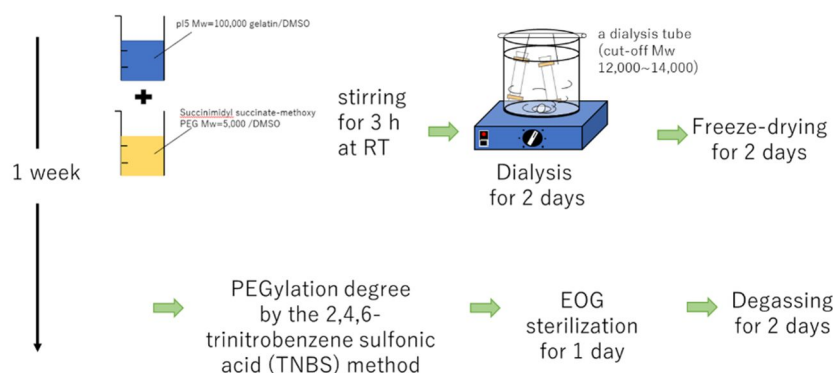 pI5 Mw=100,000 gelatin/DMSO
Succinimidyl succinate-methoxy
PEG Mw=5,000 /DMSO
1 week
stirring
for 3 h
at RT
a dialysis tube
(cut-off Mw
12,000~14,000)
Dialysis
for 2 days
Freeze-drying
for 2 days
PEGylation degree
by the 2,4,6-
trinitrobenzene sulfonic
acid (TNBS) method
EOG
sterilization
for 1 day
Degassing
for 2 days